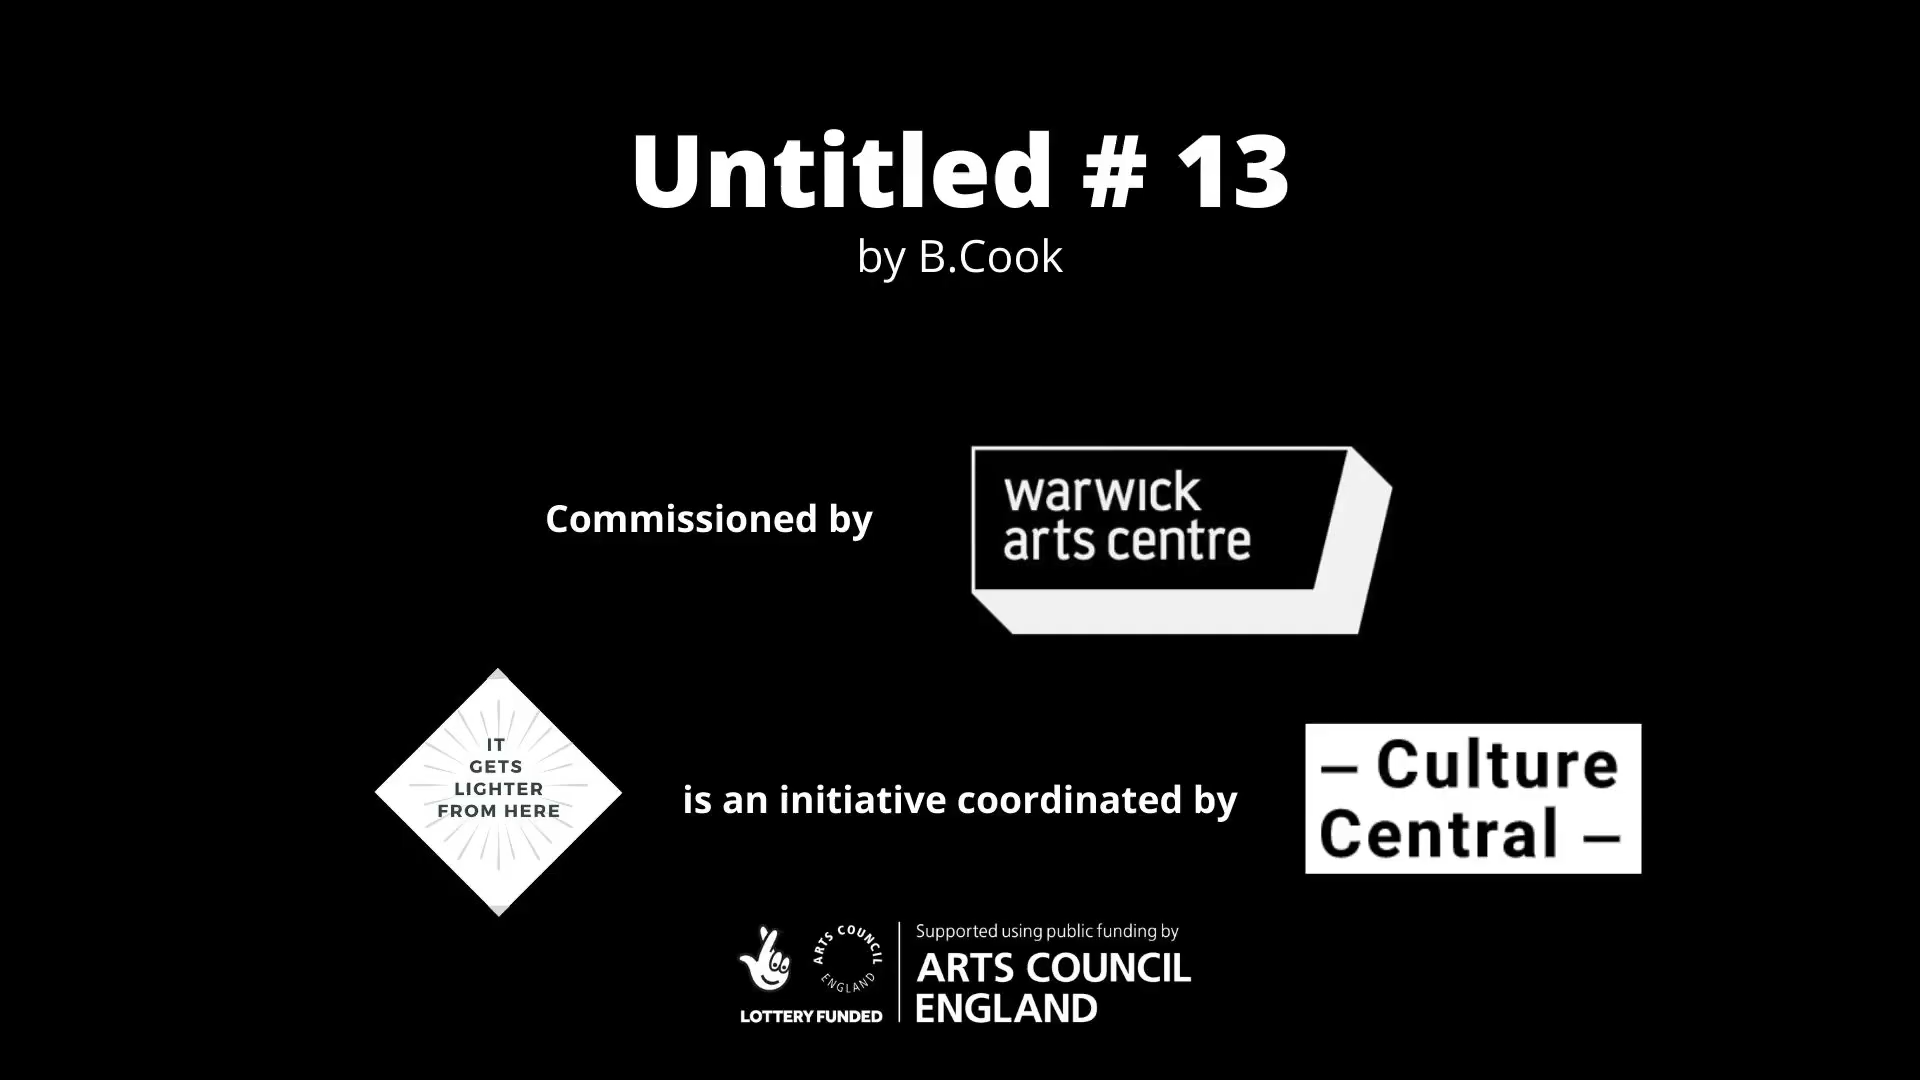 Untitled # 13
by B.Cook
Commissioned by
warwick
arts centre
IT
GETS
LIGHTER
FROM HERE
is an initiative coordinated by
– Culture
Central –
ARTS COUNCIL
ENGLAND
LOTTERY FUNDED
Supported using public funding by
ARTS COUNCIL
ENGLAND